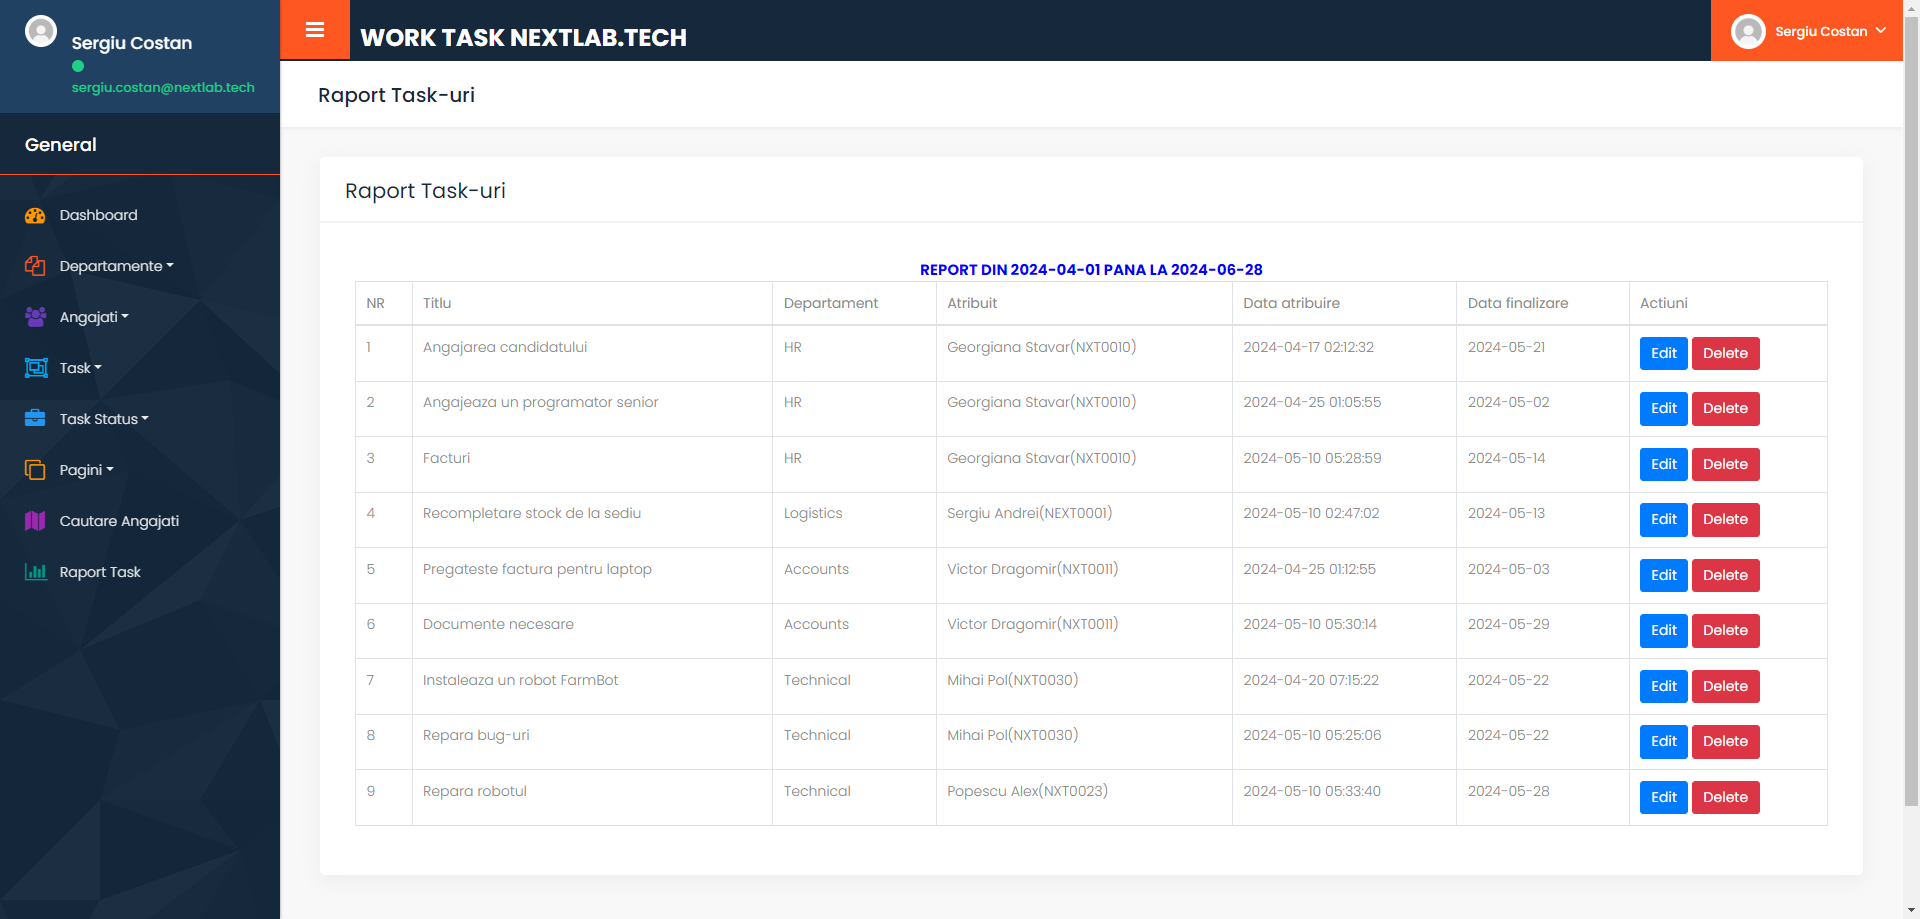 Sergiu Costan
sergiu.costan@nextlab.tech
WORK TASK NEXTLAB.TECH
Sergiu Costan
General
Dashboard
Departamente
Angajati
Task
Task Status
Pagini
Cautare Angajati
Raport Task
Raport Task-uri
Raport Task-uri
REPORT DIN 2024-04-01 PANA LA 2024-06-28
NR Titlu Departament Atribuit Data atribuire Data finalizare Actiuni
1 Angajarea candidatului HR Georgiana Stavar(NXT0010) 2024-04-17 02:12:32 2024-05-21 Edit Delete
2 Angajeaza un programator senior HR Georgiana Stavar(NXT0010) 2024-04-25 01:05:55 2024-05-02 Edit Delete
3 Facturi HR Georgiana Stavar(NXT0010) 2024-05-10 05:28:59 2024-05-14 Edit Delete
4 Recompletare stock de la sediu Logistics Sergiu Andrei(NEXT0001) 2024-05-10 02:47:02 2024-05-13 Edit Delete
5 Pregateste factura pentru laptop Accounts Victor Dragomir(NXT0011) 2024-04-25 01:12:55 2024-05-03 Edit Delete
6 Documente necesare Accounts Victor Dragomir(NXT0011) 2024-05-10 05:30:14 2024-05-29 Edit Delete
7 Instaleaza un robot FarmBot Technical Mihai Pol(NXT0030) 2024-04-20 07:15:22 2024-05-22 Edit Delete
8 Repara bug-uri Technical Mihai Pol(NXT0030) 2024-05-10 05:25:06 2024-05-22 Edit Delete
9 Repara robotul Technical Popescu Alex(NXT0023) 2024-05-10 05:33:40 2024-05-28 Edit Delete